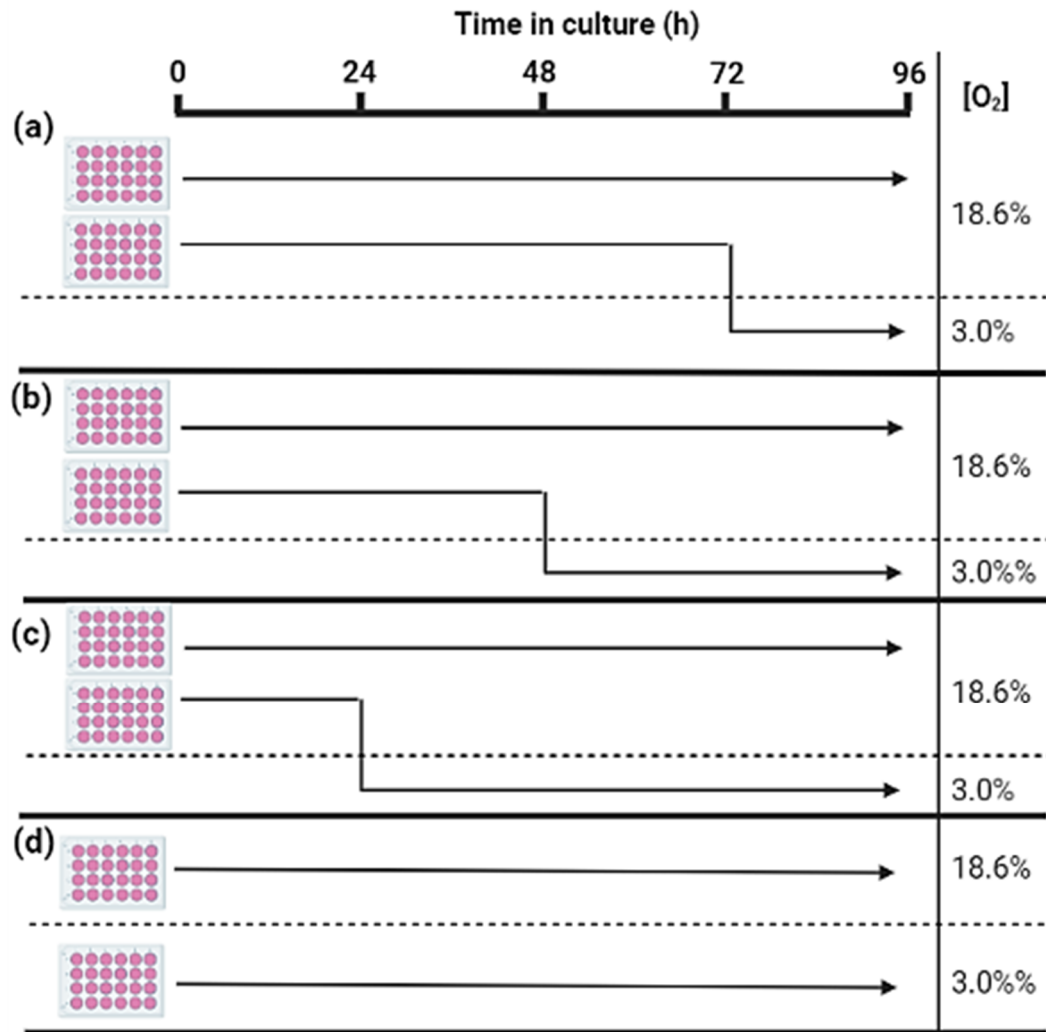 Time in culture (h)
0 24 48 72 96 [O₂]
(a)
18.6%
3.0%
(b)
18.6%
3.0%%
(c)
18.6%
3.0%
(d)
18.6%
3.0%%